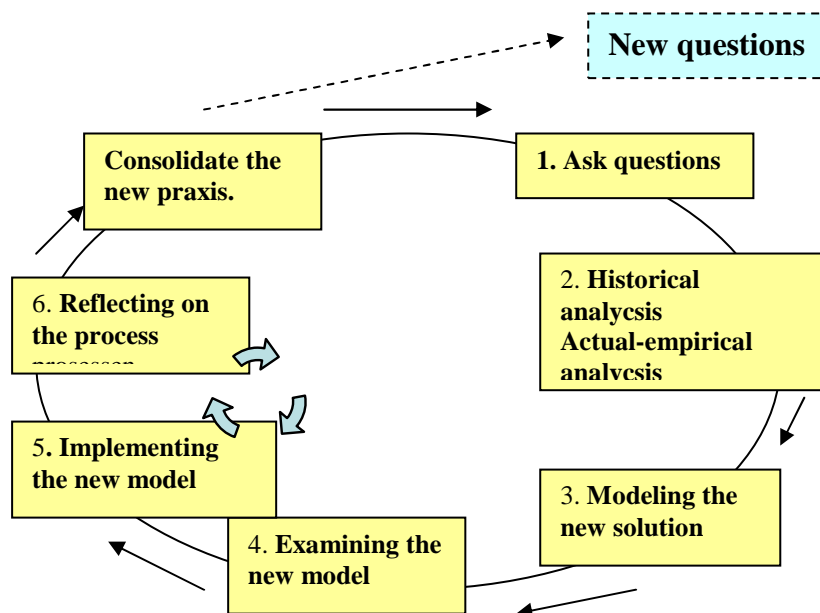 New questions
Consolidate the
new praxis.
1. Ask questions
2. Historical
analycsis
Actual-empirical
analycsis
3. Modeling the
new solution
4. Examining the
new model
5. Implementing
the new model
6. Reflecting on
the process